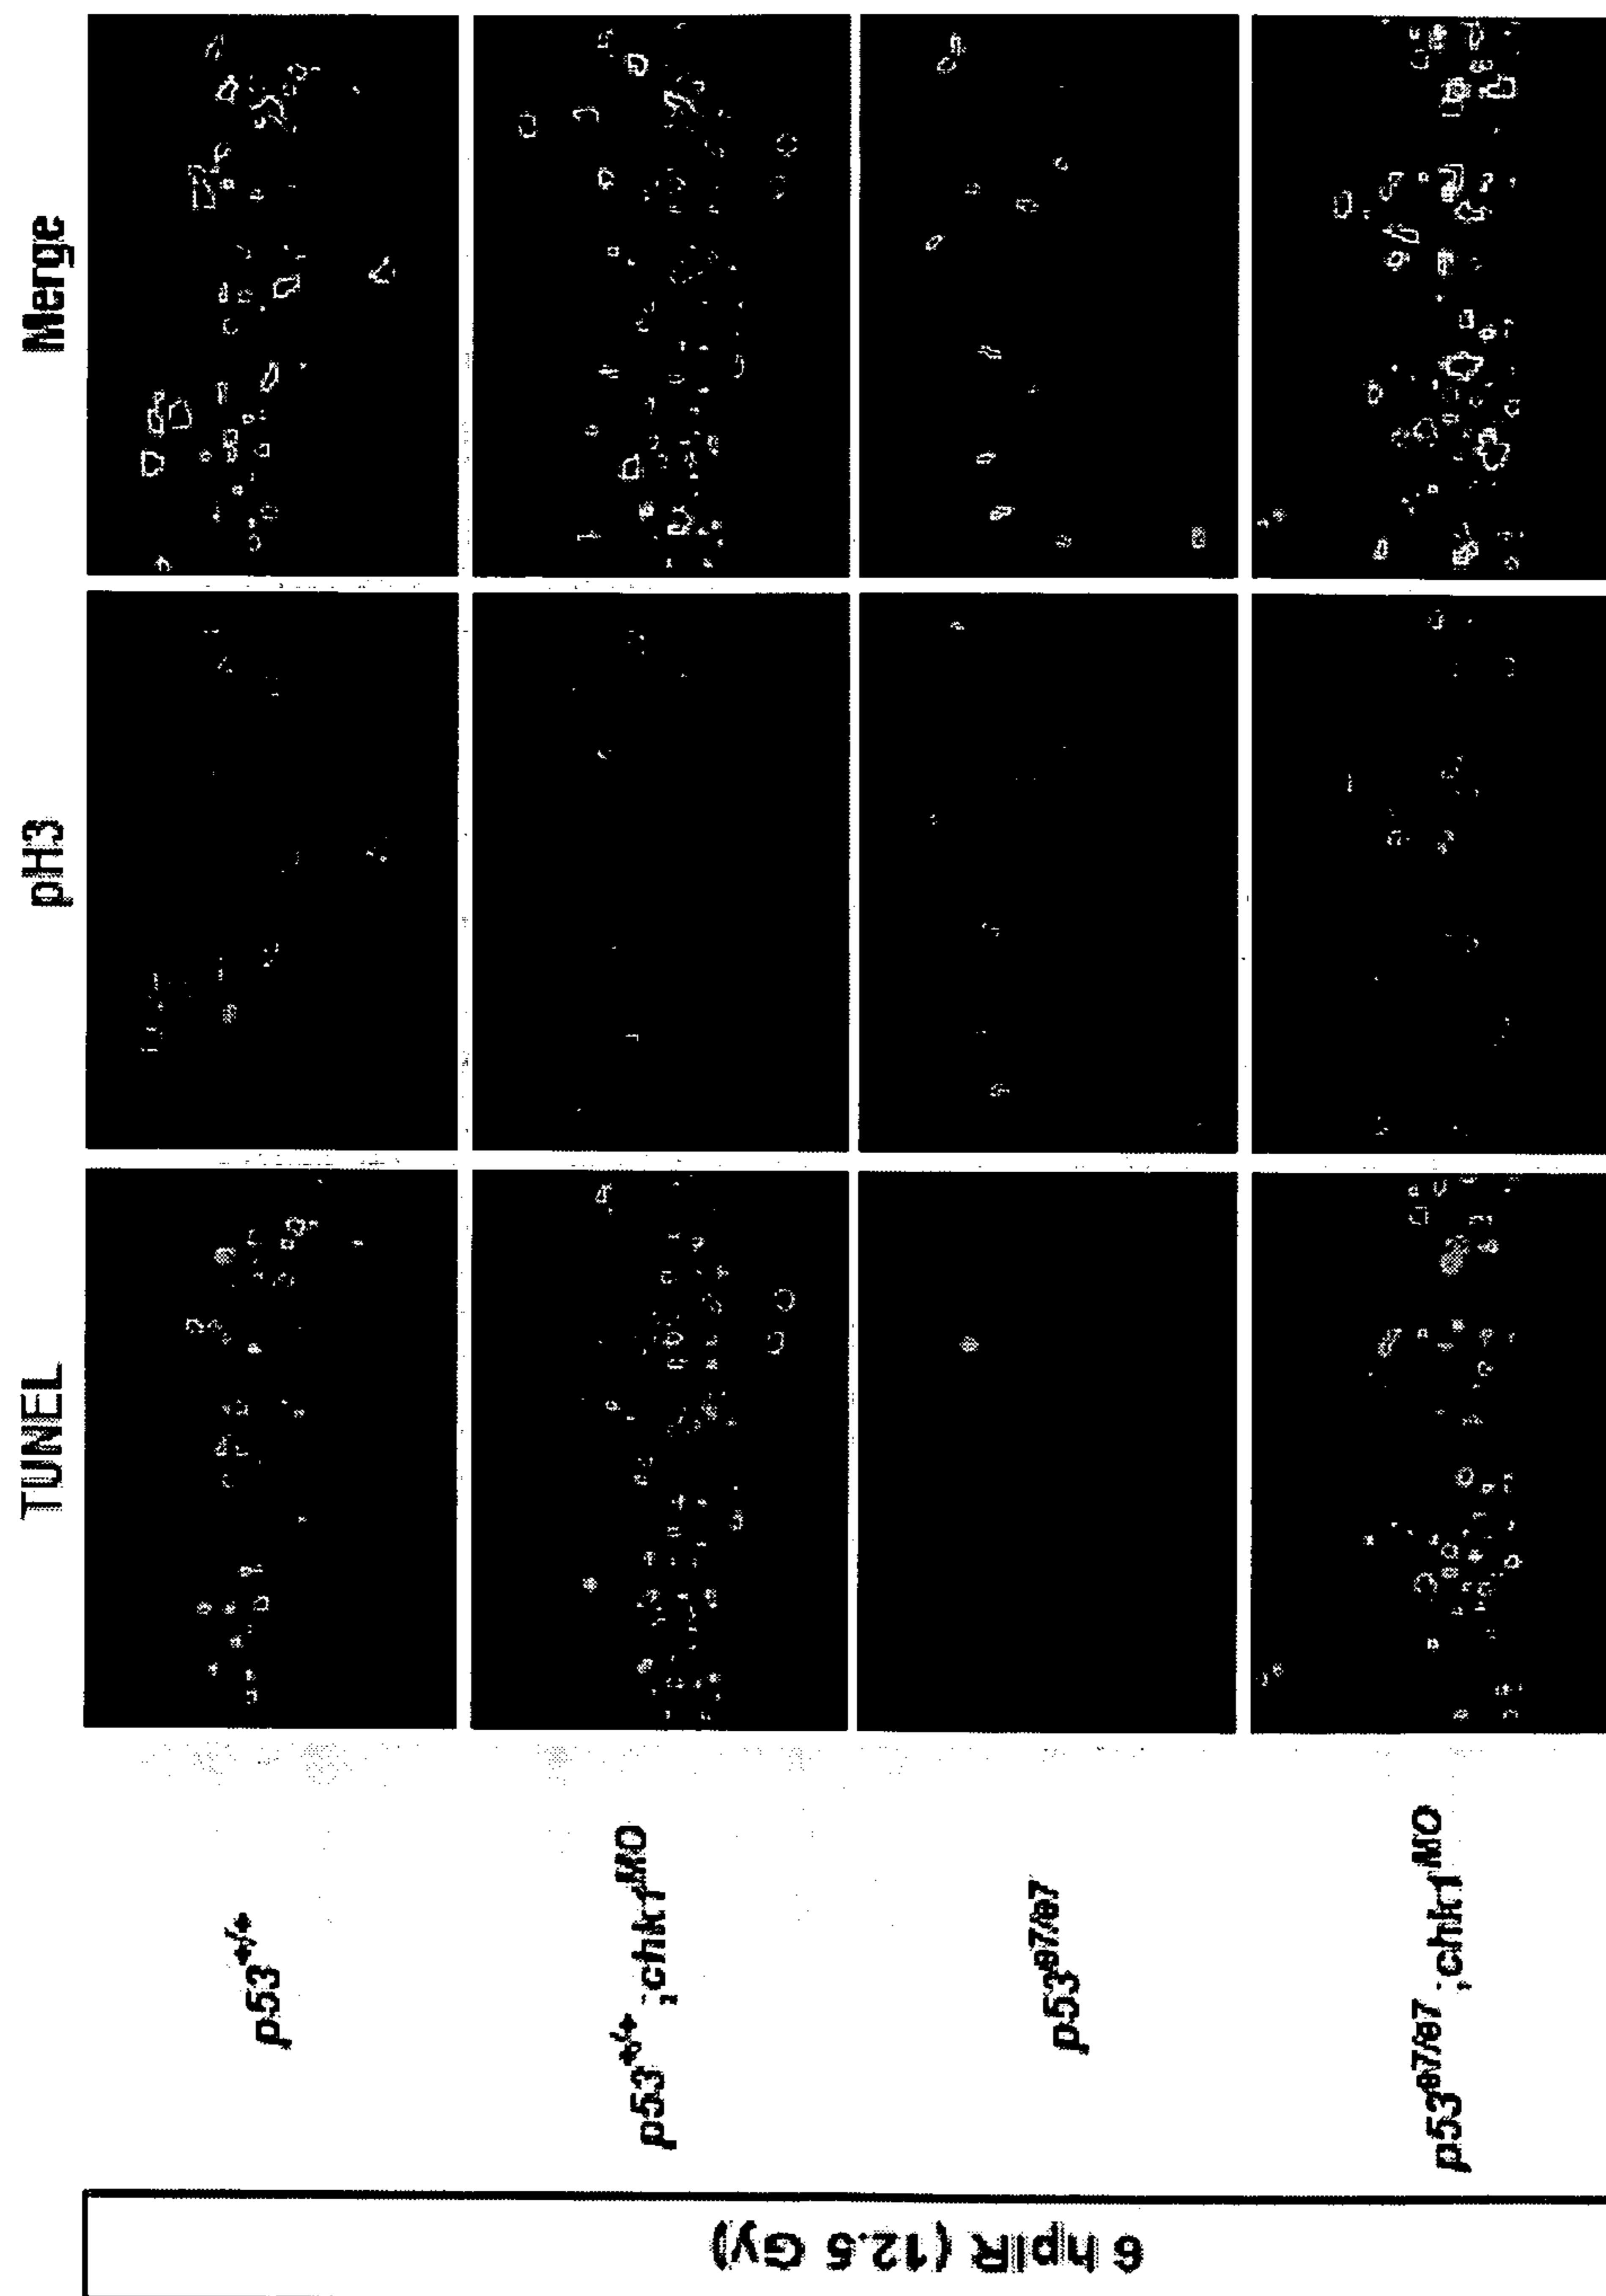 TUNEL
pH3
Merge
p53+/+
p53+/+;chk1MO
p53e7/e7
p53e7/e7;chk1MO
6 hpIR (12.5 Gy)